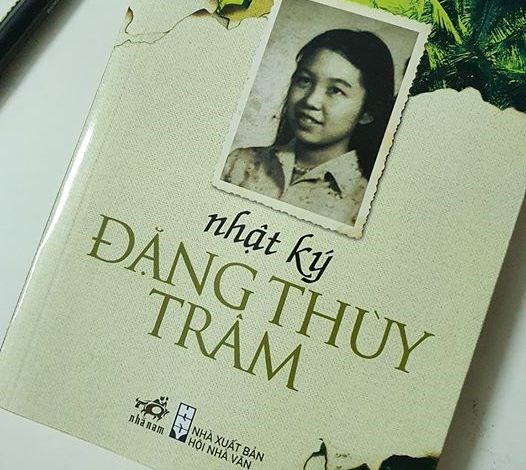 nhật ký
ĐẶNG THÙY
TRÂM
nhã nam
NHÀ XUẤT BẢN
HỘI NHÀ VĂN